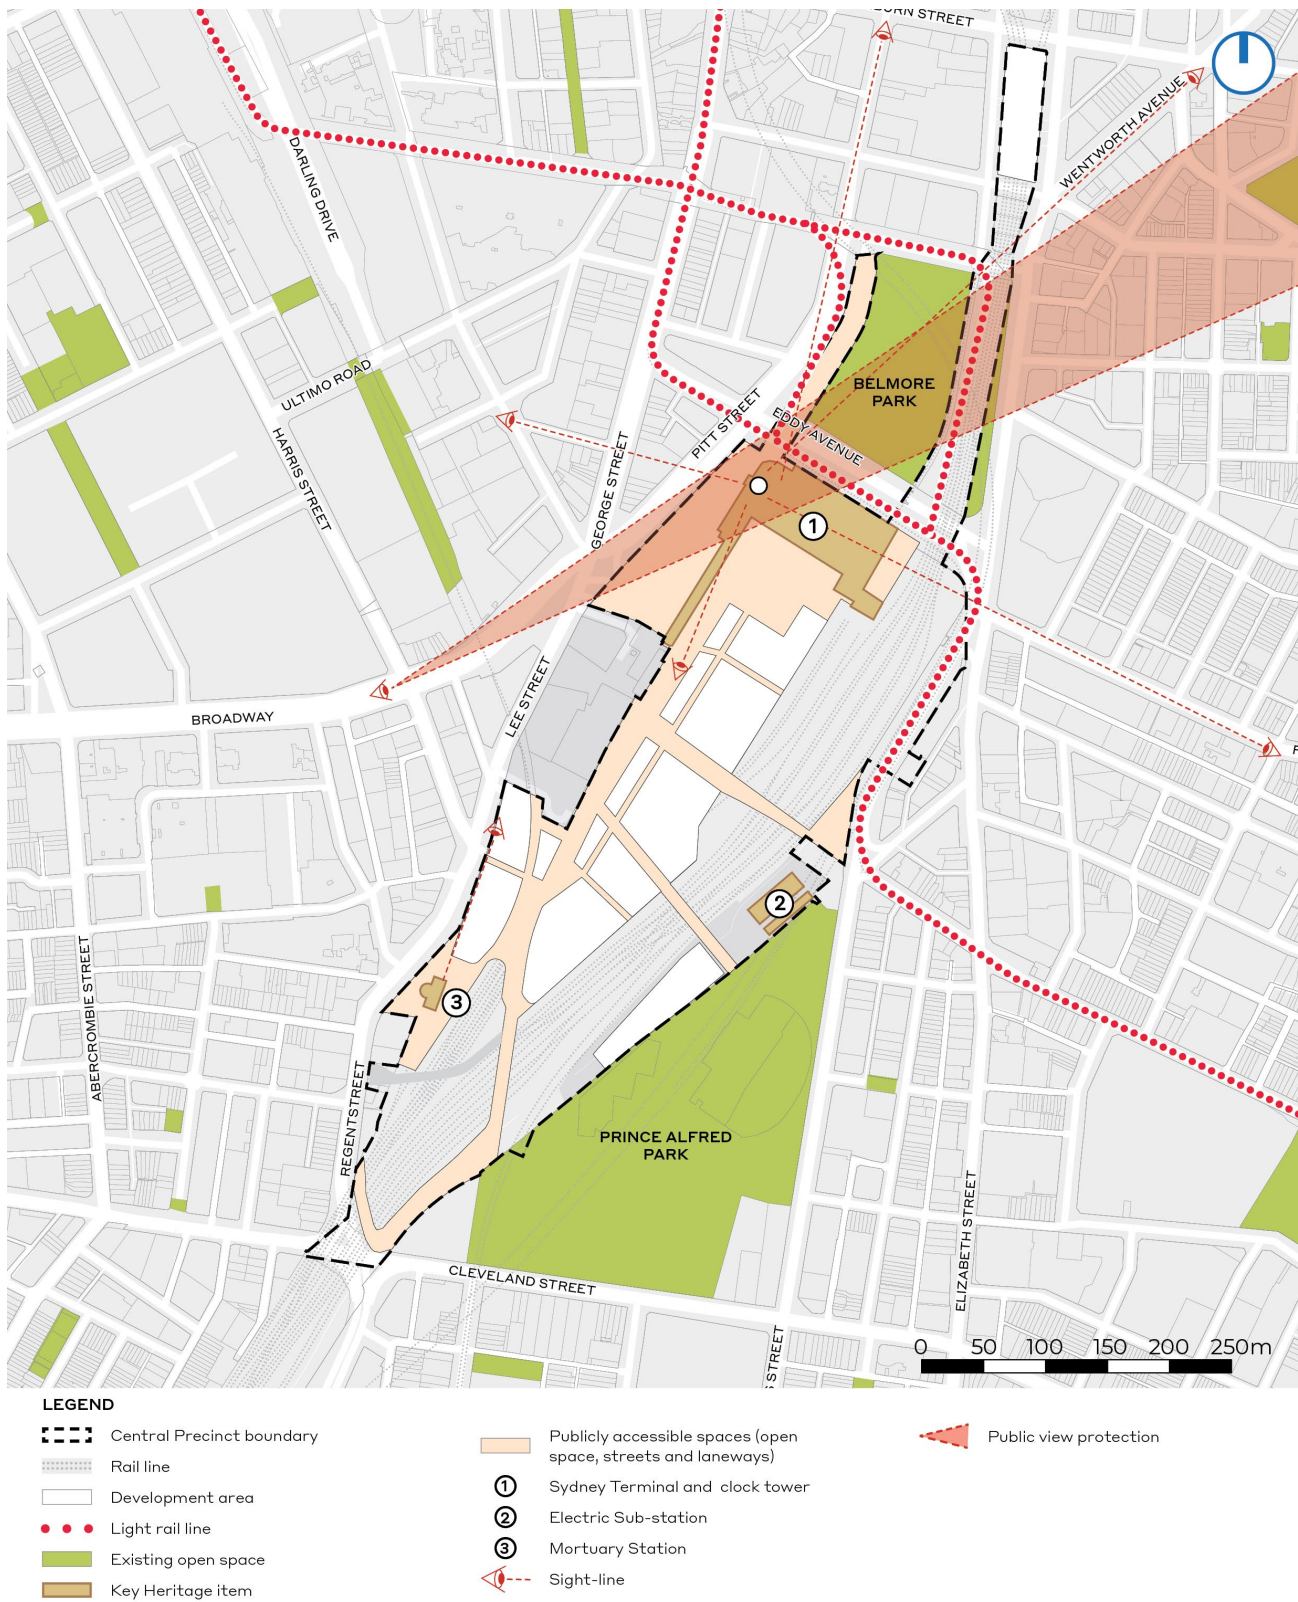 WENTWORTH AVENUE
DARLING DRIVE
ULTIMO ROAD
HARRIS STREET
BELMORE
PARK
PITT STREET
EDDY AVENUE
GEORGE STREET
1
LEE STREET
BROADWAY
2
3
ABERCROMBIE STREET
REGENTSTREET
PRINCE ALFRED
PARK
ELIZABETH STREET
CLEVELAND STREET
0 50 100 150 200 250m
LEGEND
Central Precinct boundary
Rail line
Development area
Light rail line
Existing open space
Key Heritage item
Publicly accessible spaces (open
space, streets and laneways)
1 Sydney Terminal and clock tower
2 Electric Sub-station
3 Mortuary Station
Sight-line
Public view protection